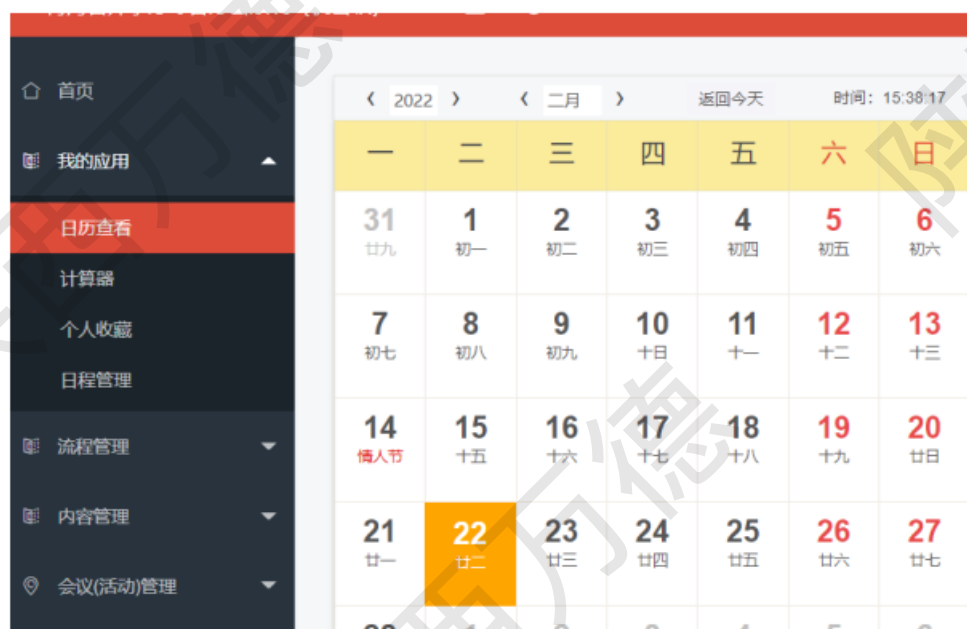 首页
我的应用
日历查看
计算器
个人收藏
日程管理
流程管理
内容管理
会议(活动)管理
2022 二月 返回今天 时间：15:38:17
一 二 三 四 五 六 日
31 1 2 3 4 5 6
廿九 初一 初二 初三 初四 初五 初六
7 8 9 10 11 12 13
初七 初八 初九 十日 十一 十二 十三
14 15 16 17 18 19 20
情人节 十五 十六 十七 十八 十九 廿日
21 22 23 24 25 26 27
廿一 廿二 廿三 廿四 廿五 廿六 廿七
万德